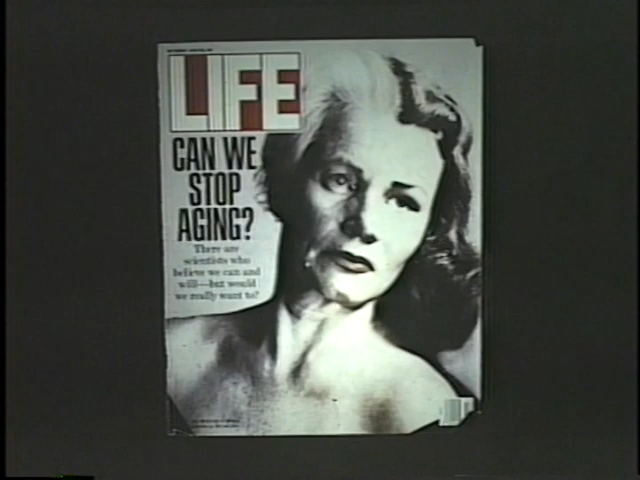 LIFE
CAN WE
STOP
AGING?
There are
scientists who
believe we can and
will—but would
we really want to?